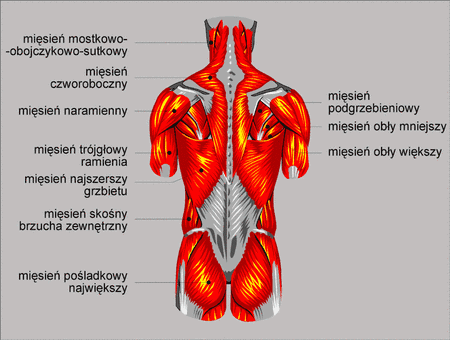 mięsień mostkowo-
-obojczykowo-sutkowy
mięsień
czworoboczny
mięsień naramienny
mięsień trójgłowy
ramienia
mięsień najszerszy
grzbietu
mięsień skośny
brzucha zewnętrzny
mięsień pośladkowy
największy
mięsień
podgrzebieniowy
mięsień obły mniejszy
mięsień obły większy